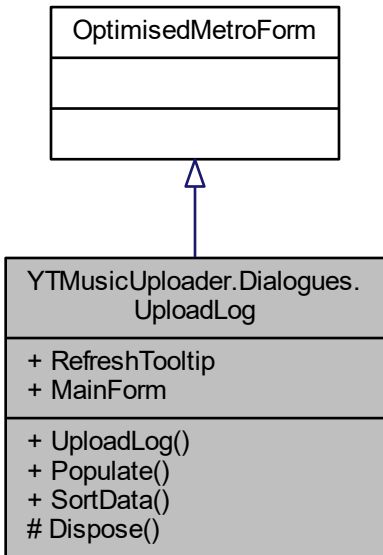 OptimisedMetroForm
YTMusicUploader.Dialogues.
UploadLog
+ RefreshTooltip
+ MainForm
+ UploadLog()
+ Populate()
+ SortData()
# Dispose()